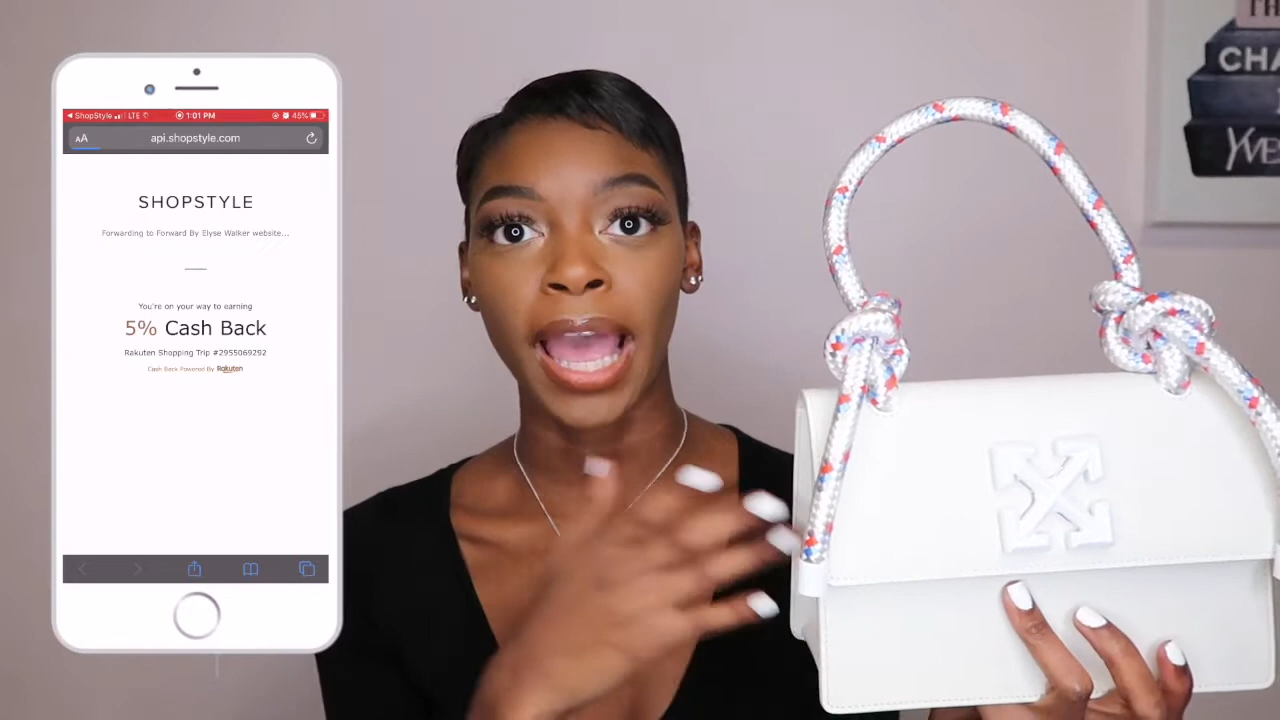 ShopStyle LTE 1:01 PM 45%
AA api.shopstyle.com
SHOPSTYLE
Forwarding to Forward By Elyse Walker website...
You're on your way to earning
5% Cash Back
Rakuten Shopping Trip #2955069292
Cash Back Powered By Rakuten
TH
CHA
YVE